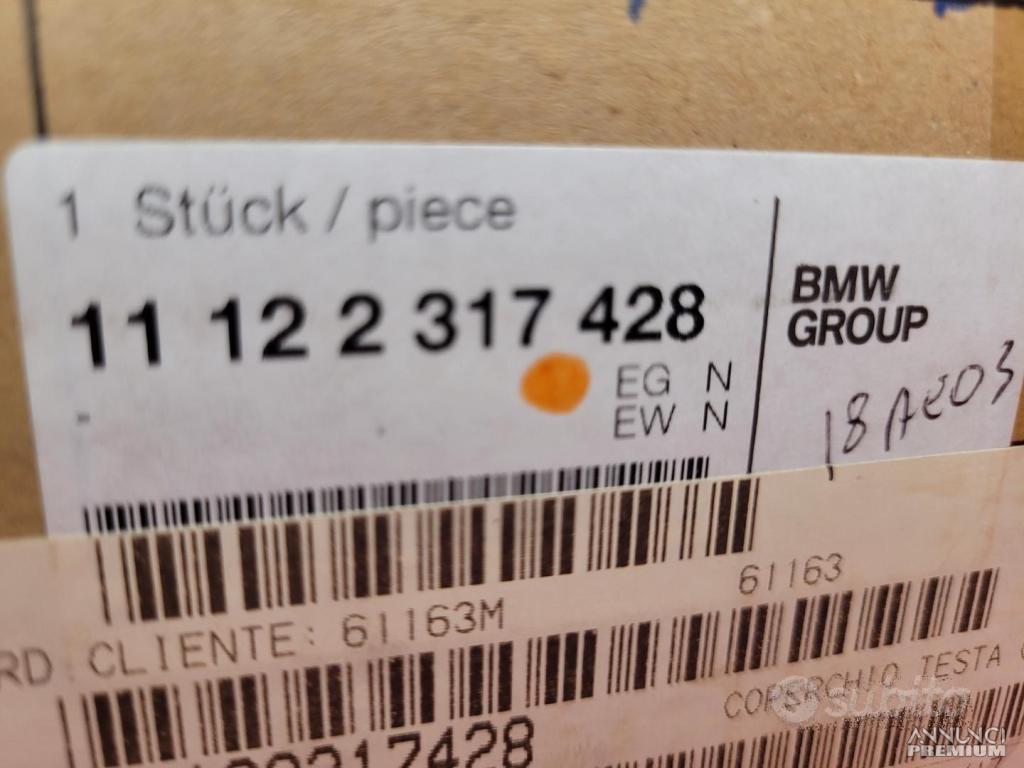 1 Stück / piece
11 12 2 317 428
EG N
EW N
BMW
GROUP
61163
RD. CLIENTE: 61163M
COPERCHIO TESTA
317428
subito
ANNUNCI
PREMIUM